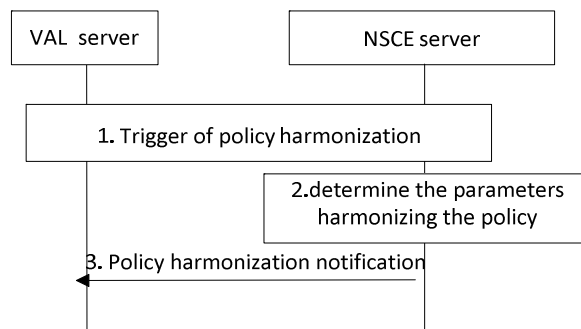 VAL server
NSCE server
1. Trigger of policy harmonization
2.determine the parameters
harmonizing the policy
3. Policy harmonization notification